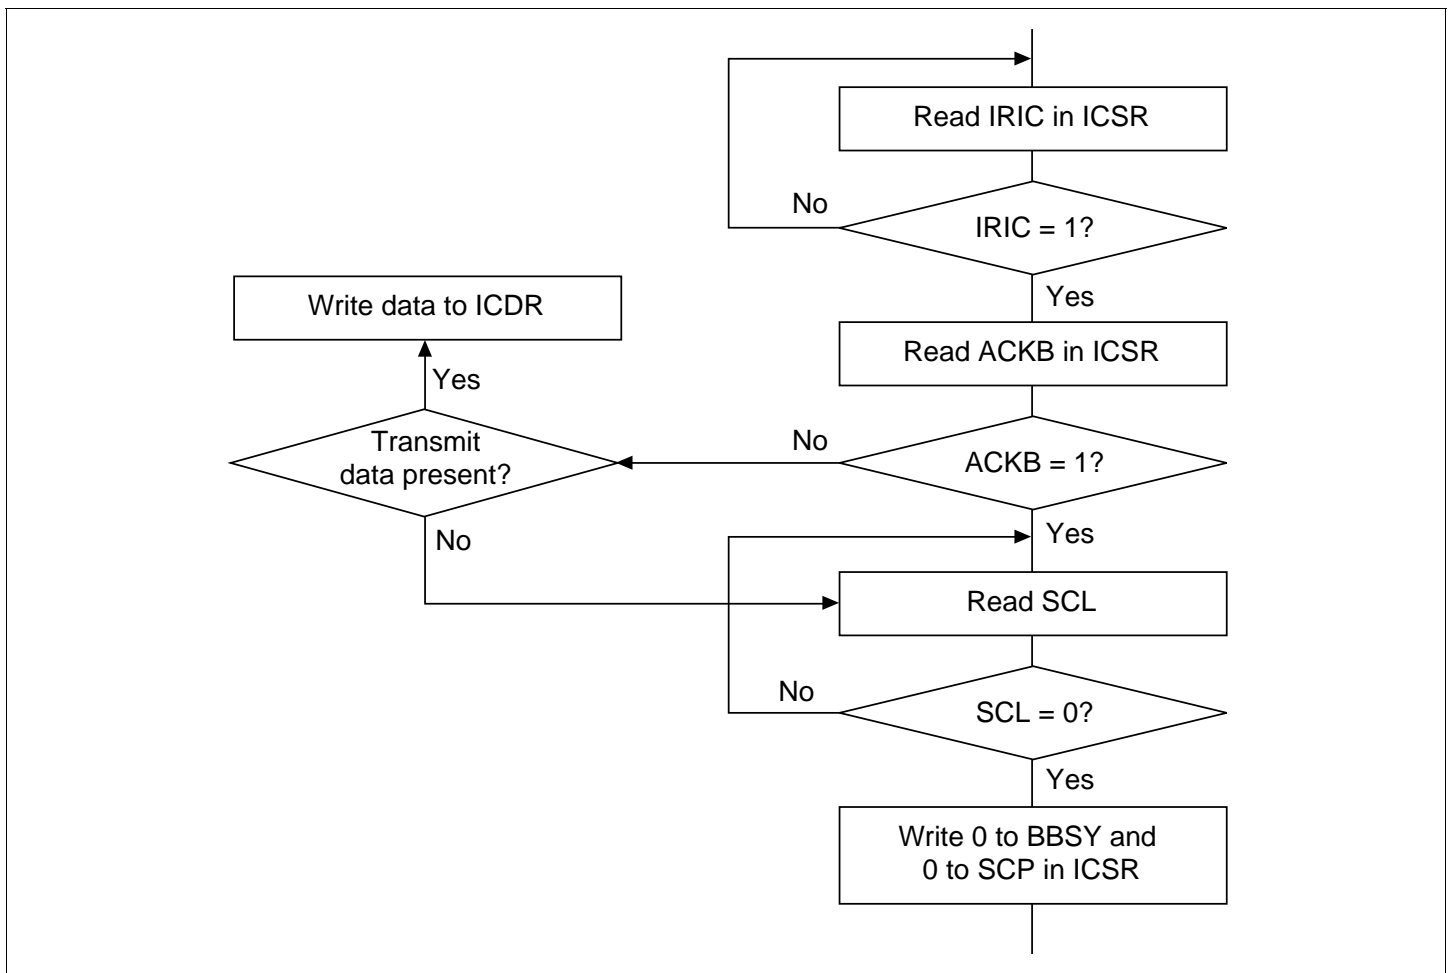 Read IRIC in ICSR
No
IRIC = 1?
Yes
Write data to ICDR
Read ACKB in ICSR
Yes
Transmit
data present?
No
ACKB = 1?
No
Yes
Read SCL
No
SCL = 0?
Yes
Write 0 to BBSY and
0 to SCP in ICSR